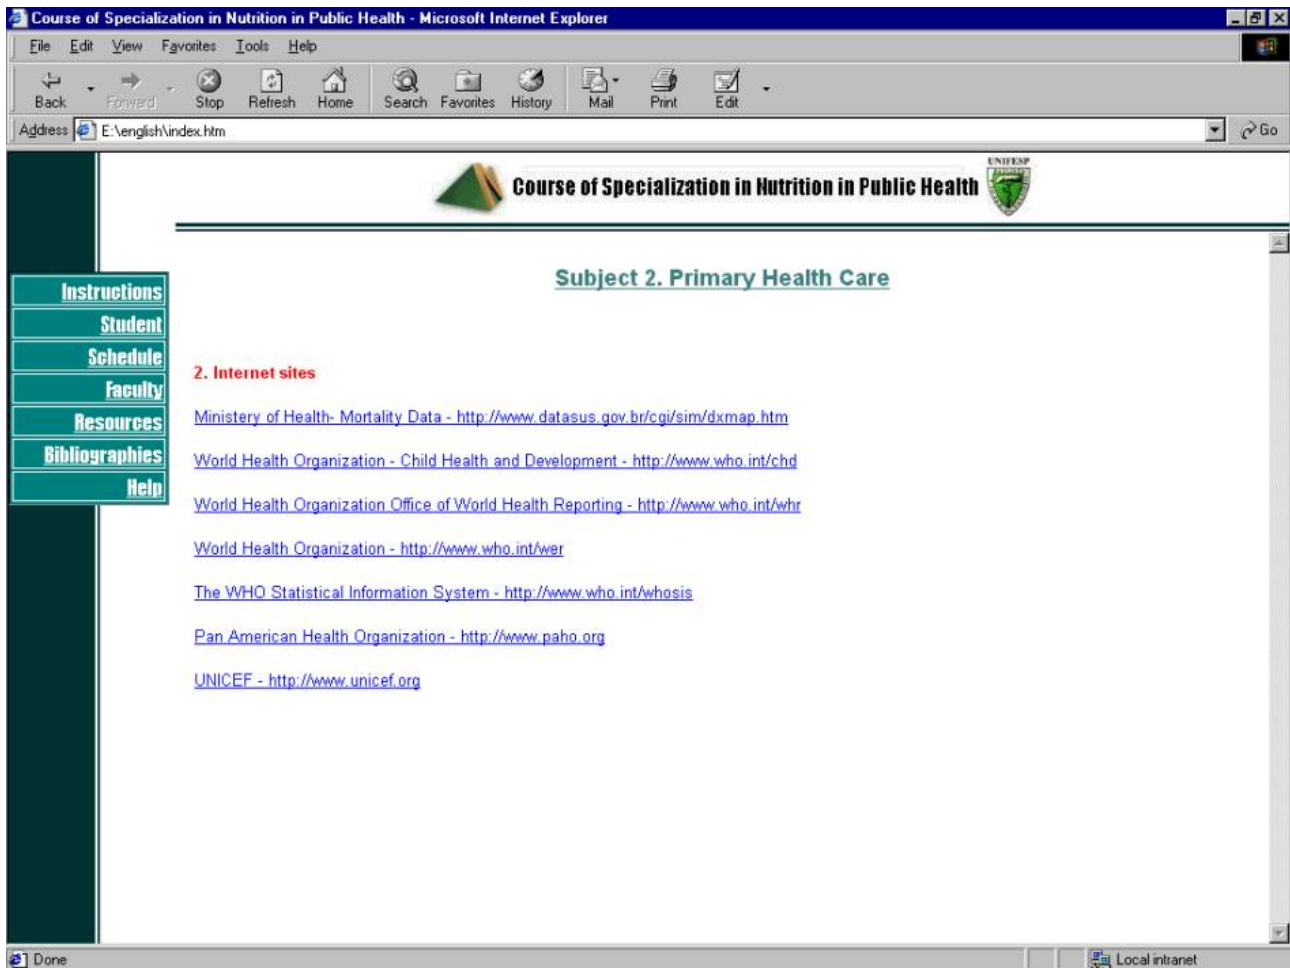 Course of Specialization in Nutrition in Public Health - Microsoft Internet Explorer
File Edit View Favorites Tools Help
Back Forward Stop Refresh Home Search Favorites History Mail Print Edit
Address E:\english\index.htm Go
UNIFESP
Course of Specialization in Nutrition in Public Health
Subject 2. Primary Health Care
Instructions
Student
Schedule
Faculty
Resources
Bibliographies
Help
2. Internet sites
Ministery of Health- Mortality Data - http://www.datasus.gov.br/cgi/sim/dxmap.htm
World Health Organization - Child Health and Development - http://www.who.int/chd
World Health Organization Office of World Health Reporting - http://www.who.int/whr
World Health Organization - http://www.who.int/wer
The WHO Statistical Information System - http://www.who.int/whosis
Pan American Health Organization - http://www.paho.org
UNICEF - http://www.unicef.org
Done Local intranet